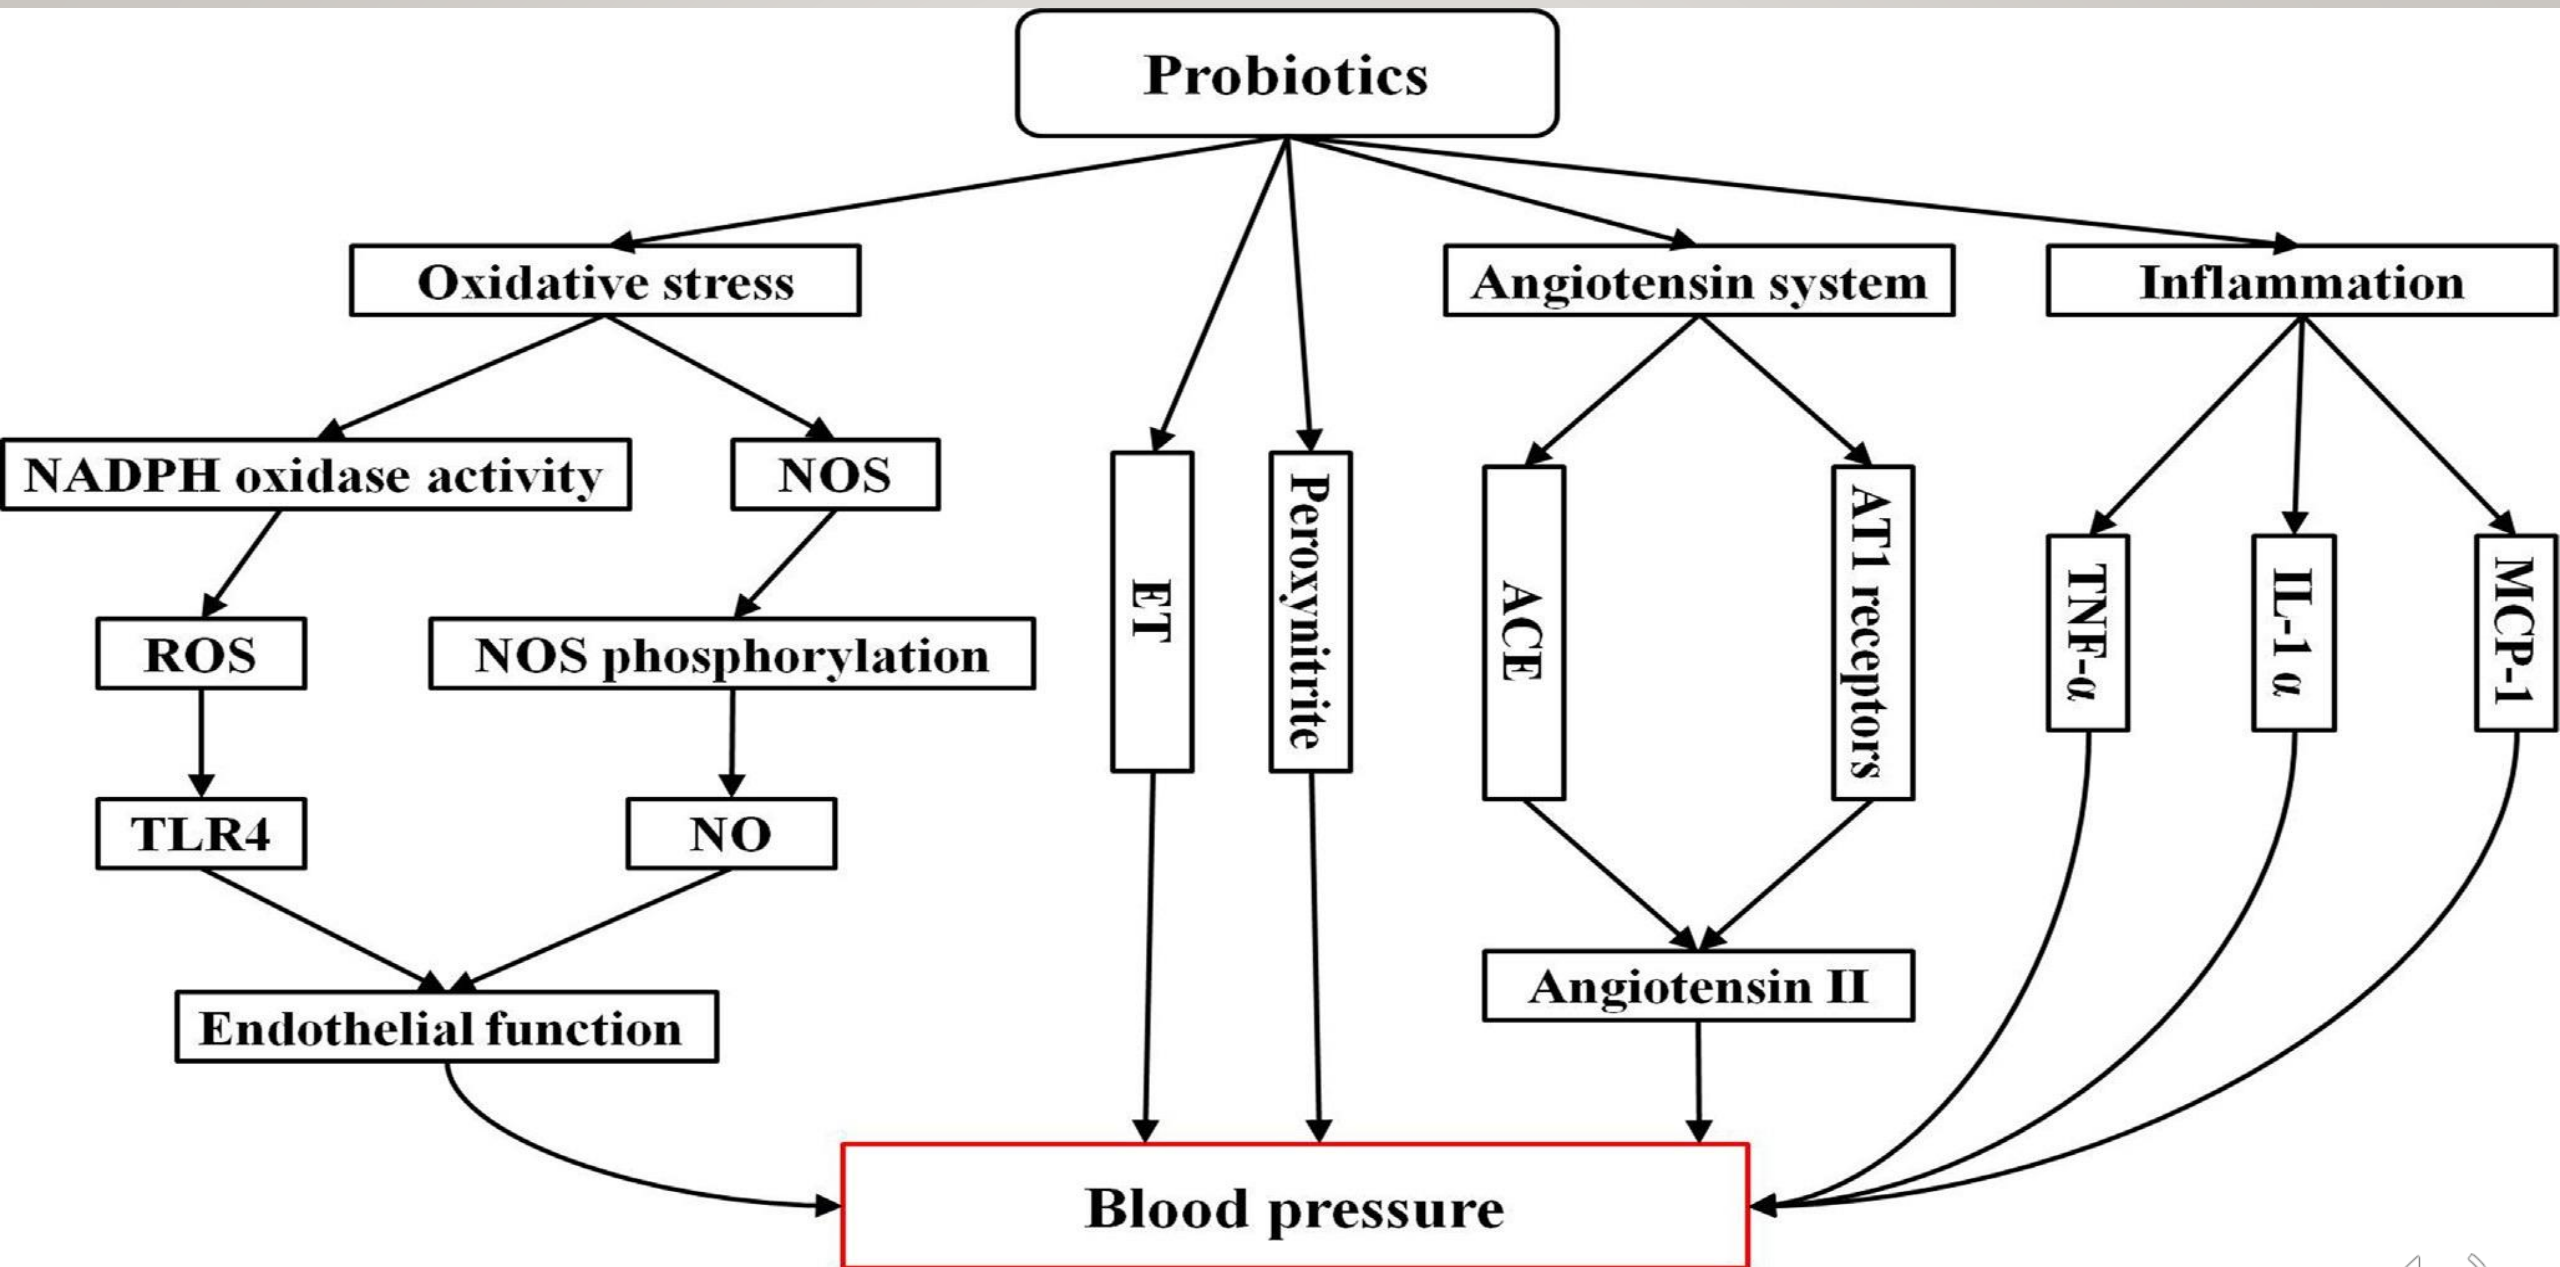 Probiotics
Oxidative stress
Angiotensin system
Inflammation
NADPH oxidase activity
NOS
ET
Peroxynitrite
ACE
AT1 receptors
TNF-α
IL-1 α
MCP-1
ROS
NOS phosphorylation
TLR4
NO
Angiotensin II
Endothelial function
Blood pressure